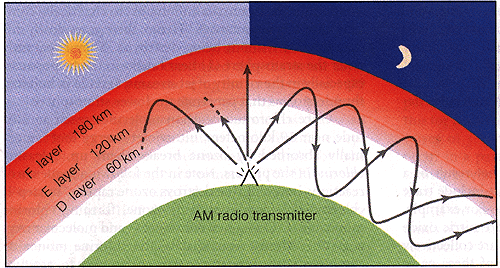 F layer 180 km
E layer 120 km
D layer 60 km
AM radio transmitter